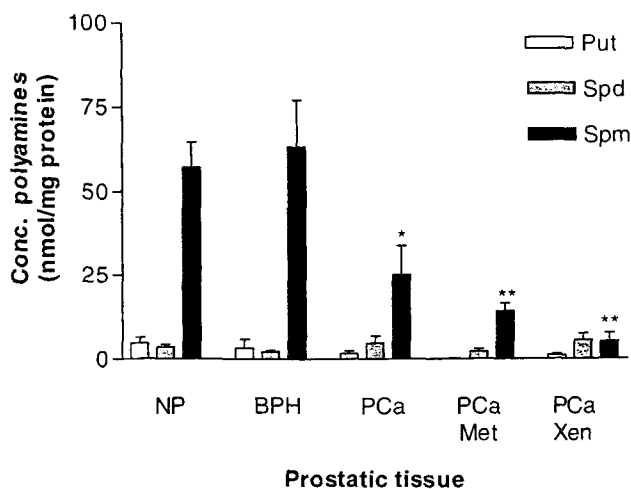 100
75
50
25
0
Conc. polyamines
(nmol/mg protein)
Put
Spd
Spm
*
**
**
NP
BPH
PCa
PCa
Met
PCa
Xen
Prostatic tissue